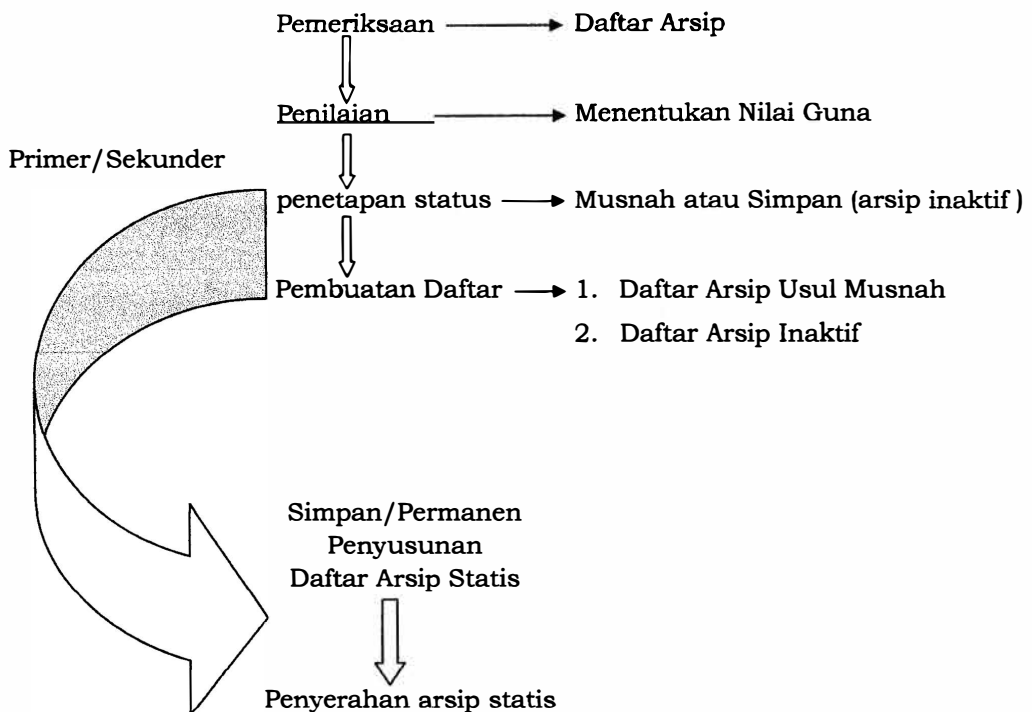 Pemeriksaan Daftar Arsip
Penilaian Menentukan Nilai Guna
Primer/Sekunder
penetapan status Musnah atau Simpan (arsip inaktif)
Pembuatan Daftar 1. Daftar Arsip Usul Musnah
2. Daftar Arsip Inaktif
Simpan/Permanen
Penyusunan
Daftar Arsip Statis
Penyerahan arsip statis